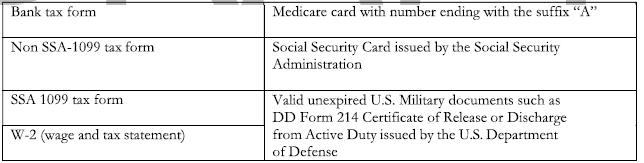 Bank tax form
Medicare card with number ending with the suffix “A”
Non SSA-1099 tax form
Social Security Card issued by the Social Security
Administration
SSA 1099 tax form
Valid unexpired U.S. Military documents such as
DD Form 214 Certificate of Release or Discharge
from Active Duty issued by the U.S. Department
of Defense
W-2 (wage and tax statement)